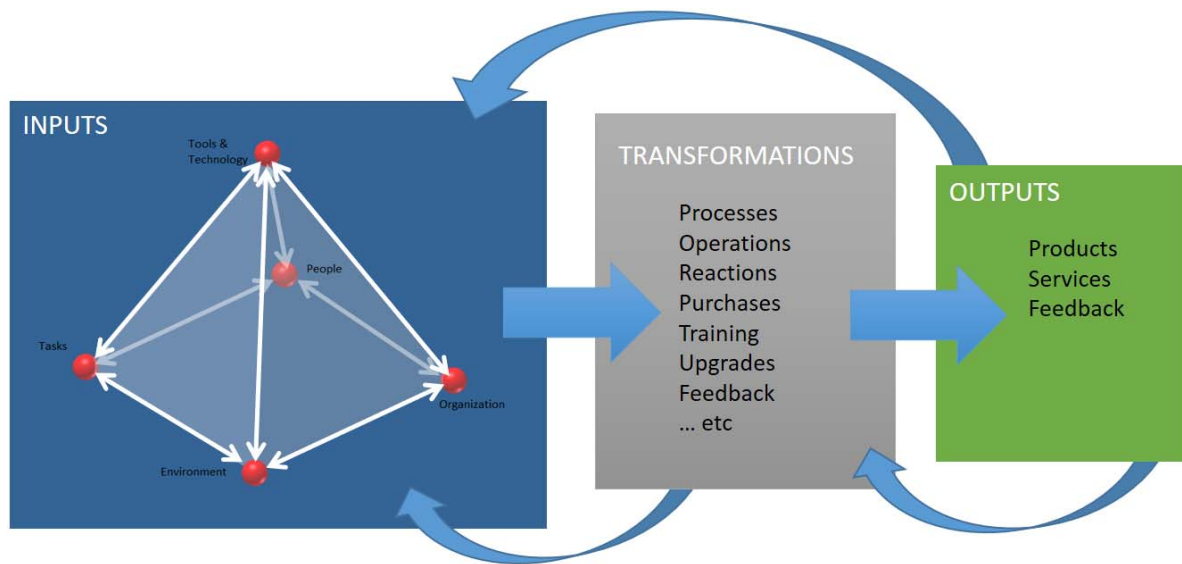 INPUTS
Tools &
Technology
People
Tasks
Organization
Environment
TRANSFORMATIONS
Processes
Operations
Reactions
Purchases
Training
Upgrades
Feedback
... etc
OUTPUTS
Products
Services
Feedback